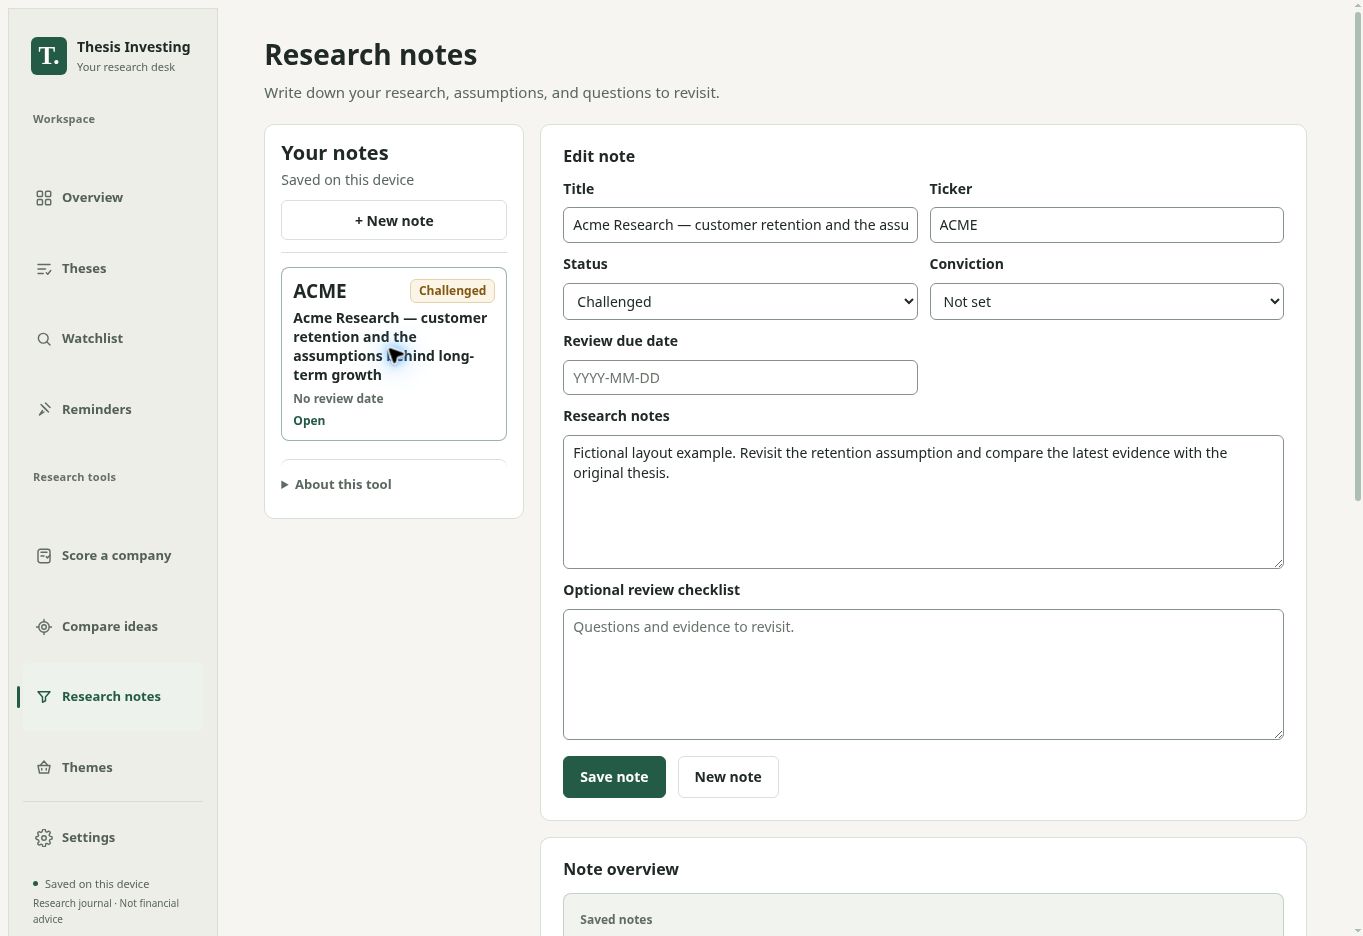 T.
Thesis Investing
Your research desk
Workspace
Overview
Theses
Watchlist
Reminders
Research tools
Score a company
Compare ideas
Research notes
Themes
Settings
Saved on this device
Research journal · Not financial
advice
Research notes
Write down your research, assumptions, and questions to revisit.
Your notes
Saved on this device
+ New note
ACME
Challenged
Acme Research — customer
retention and the
assumptions behind long-
term growth
No review date
Open
About this tool
Edit note
Title
Ticker
Acme Research — customer retention and the assu
ACME
Status
Conviction
Challenged
Not set
Review due date
YYYY-MM-DD
Research notes
Fictional layout example. Revisit the retention assumption and compare the latest evidence with the
original thesis.
Optional review checklist
Questions and evidence to revisit.
Save note
New note
Note overview
Saved notes